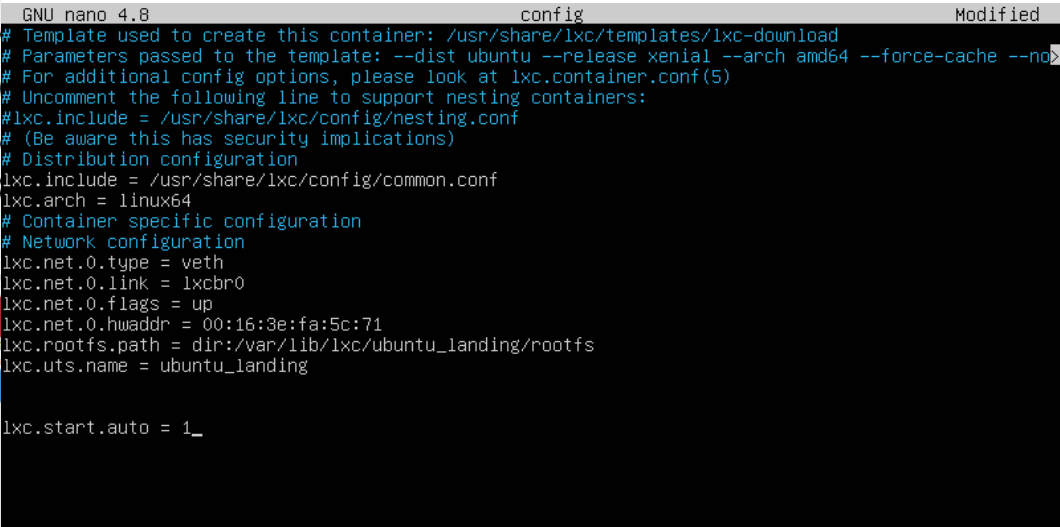 GNU nano 4.8 config Modified
# Template used to create this container: /usr/share/lxc/templates/lxc-download
# Parameters passed to the template: --dist ubuntu --release xenial --arch amd64 --force-cache --no>
# For additional config options, please look at lxc.container.conf(5)
# Uncomment the following line to support nesting containers:
#lxc.include = /usr/share/lxc/config/nesting.conf
# (Be aware this has security implications)
# Distribution configuration
lxc.include = /usr/share/lxc/config/common.conf
lxc.arch = linux64
# Container specific configuration
# Network configuration
lxc.net.0.type = veth
lxc.net.0.link = lxcbr0
lxc.net.0.flags = up
lxc.net.0.hwaddr = 00:16:3e:fa:5c:71
lxc.rootfs.path = dir:/var/lib/lxc/ubuntu_landing/rootfs
lxc.uts.name = ubuntu_landing
lxc.start.auto = 1_